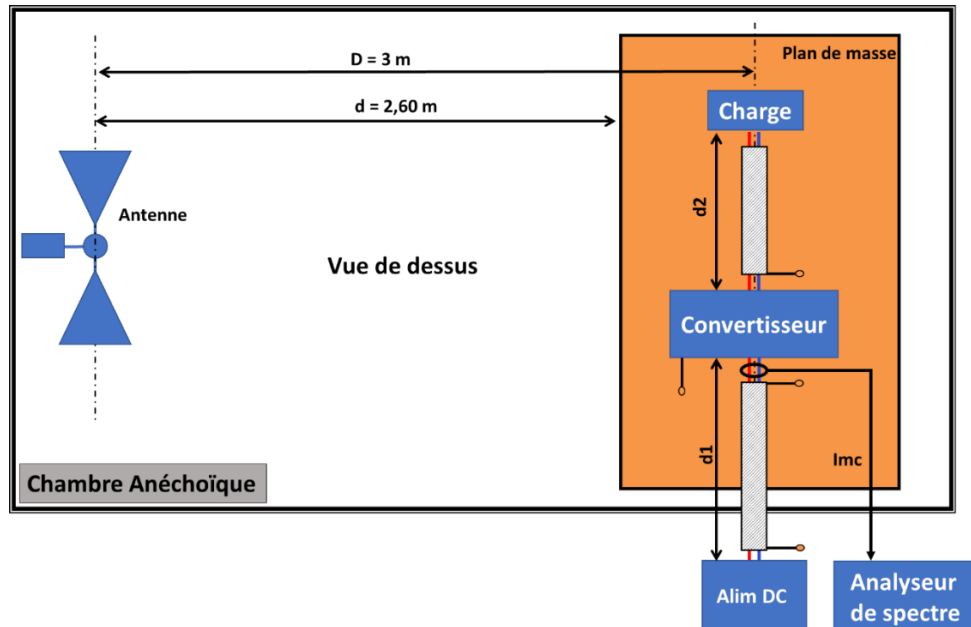 D = 3 m
Plan de masse
d = 2,60 m
Charge
d2
Antenne
Vue de dessus
Convertisseur
d1
Imc
Chambre Anéchoïque
Alim DC
Analyseur
de spectre